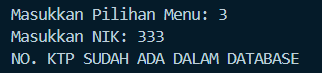 Masukkan Pilihan Menu: 3
Masukkan NIK: 333
NO. KTP SUDAH ADA DALAM DATABASE